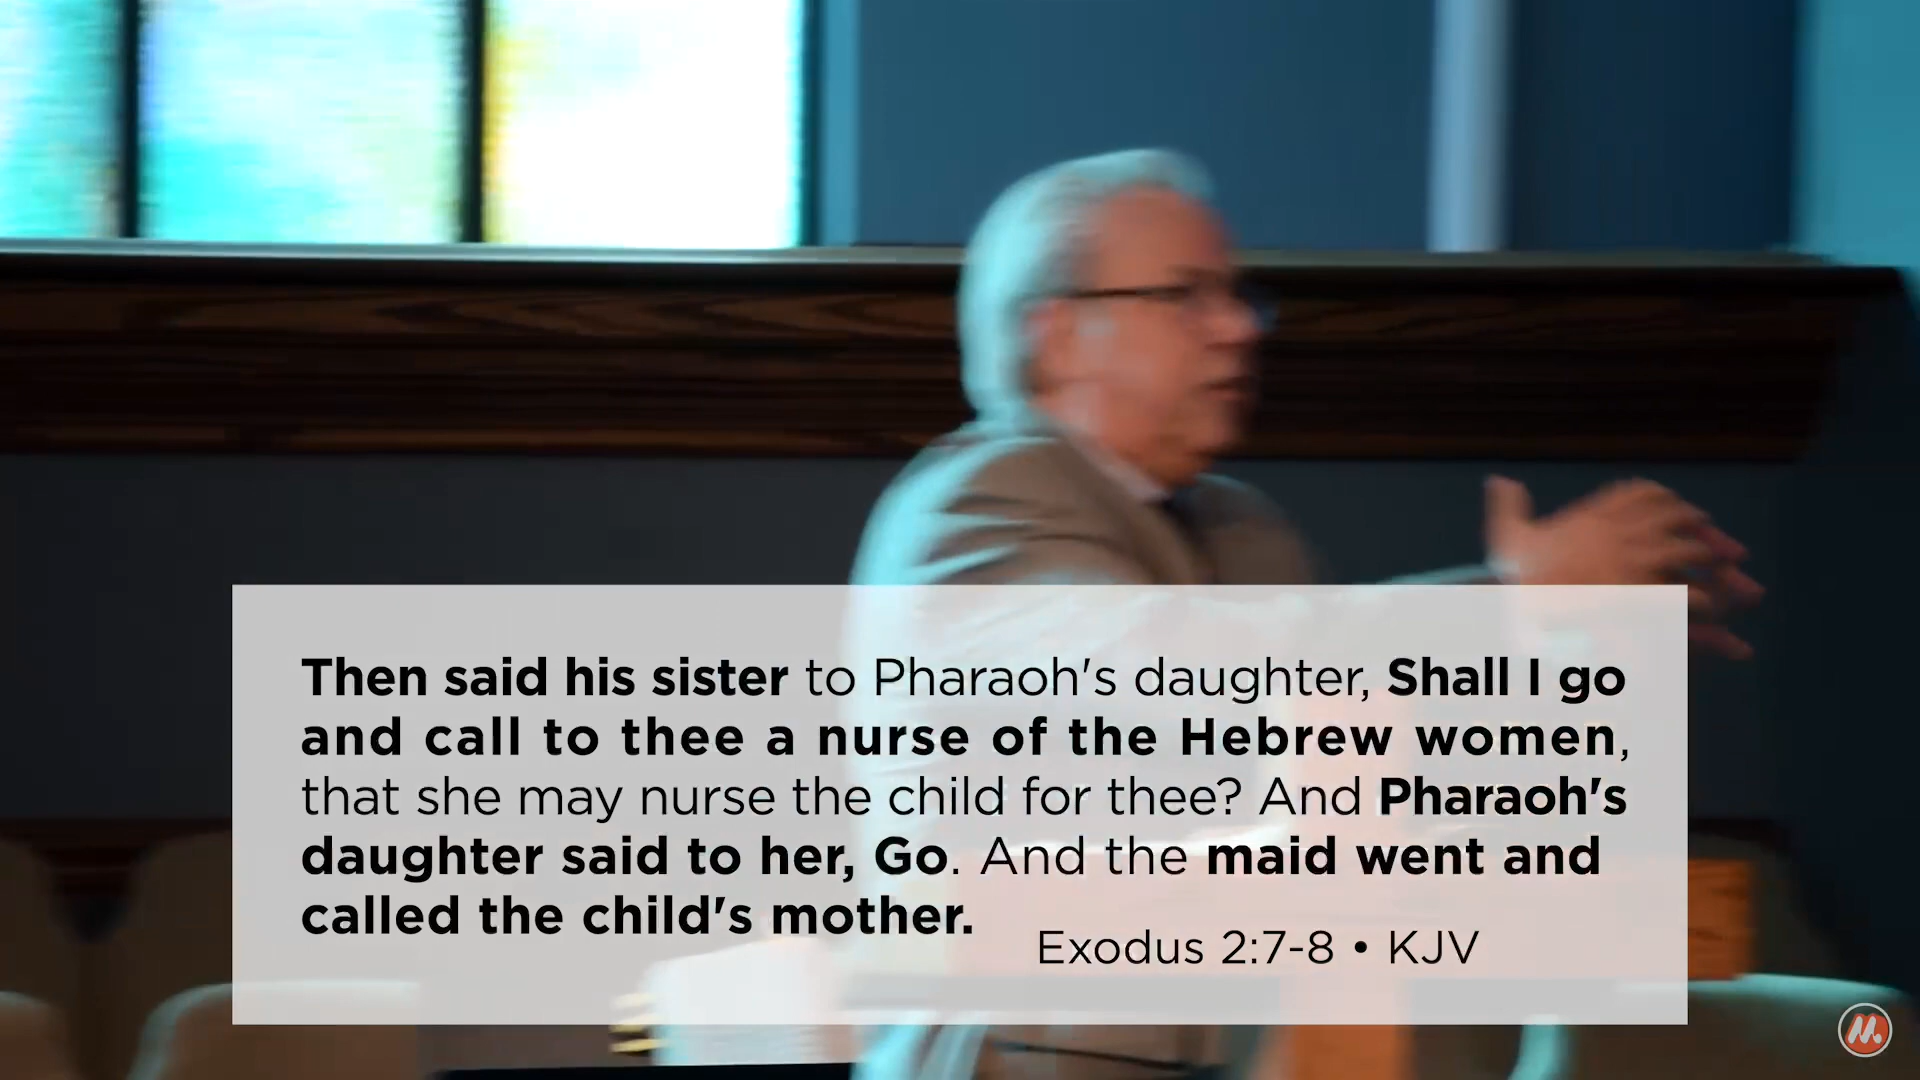 Then said his sister to Pharaoh's daughter, Shall I go
and call to thee a nurse of the Hebrew women,
that she may nurse the child for thee? And Pharaoh's
daughter said to her, Go. And the maid went and
called the child's mother.
Exodus 2:7-8 • KJV
M